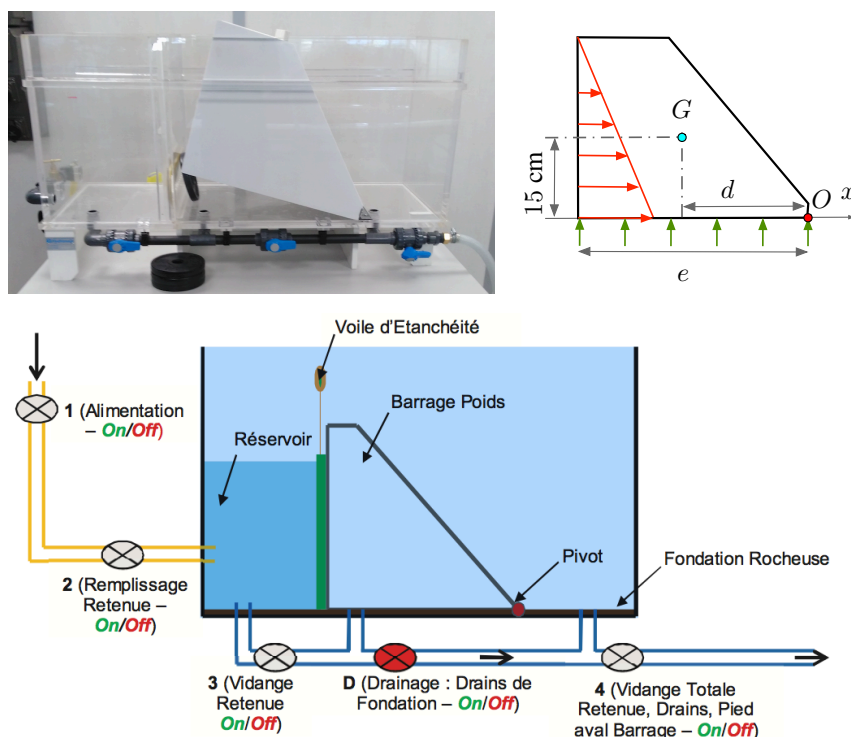 G
15 cm
d
O
x
e
Voile d'Etanchéité
1 (Alimentation
– On/Off)
Réservoir
Barrage Poids
Pivot
Fondation Rocheuse
2 (Remplissage
Retenue –
On/Off)
3 (Vidange
Retenue
On/Off)
D (Drainage : Drains de
Fondation – On/Off)
4 (Vidange Totale
Retenue, Drains, Pied
aval Barrage – On/Off)